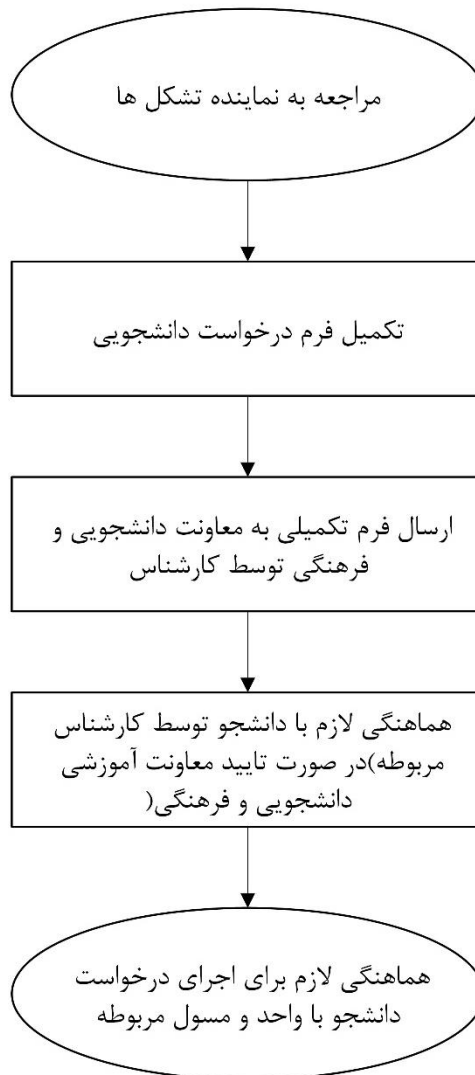 مراجعه به نماینده تشکل ها
تکمیل فرم درخواست دانشجویی
ارسال فرم تکمیلی به معاونت دانشجویی و
فرهنگی توسط کارشناس
هماهنگی لازم با دانشجو توسط کارشناس
مربوطه)در صورت تایید معاونت آموزشی
دانشجویی و فرهنگی(
هماهنگی لازم برای اجرای درخواست
دانشجو با واحد و مسول مربوطه